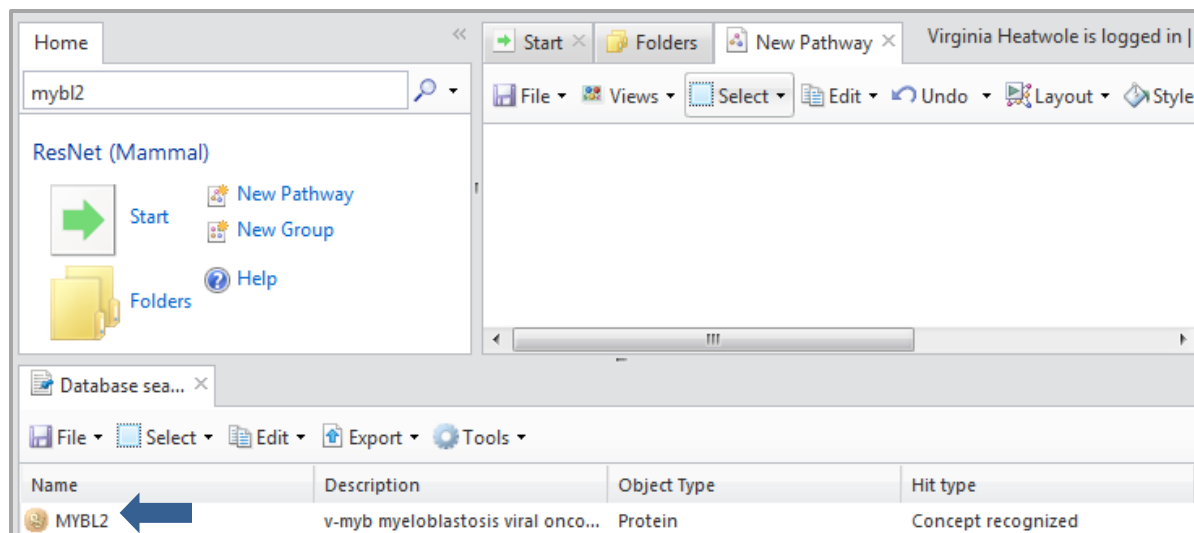 Home
«
mybl2
ResNet (Mammal)
Start
New Pathway
New Group
Help
Folders
Start
Folders
New Pathway
Virginia Heatwole is logged in |
File
Views
Select
Edit
Undo
Layout
Style
Database sea...
File
Select
Edit
Export
Tools
Name Description Object Type Hit type
MYBL2 v-myb myeloblastosis viral onco... Protein Concept recognized